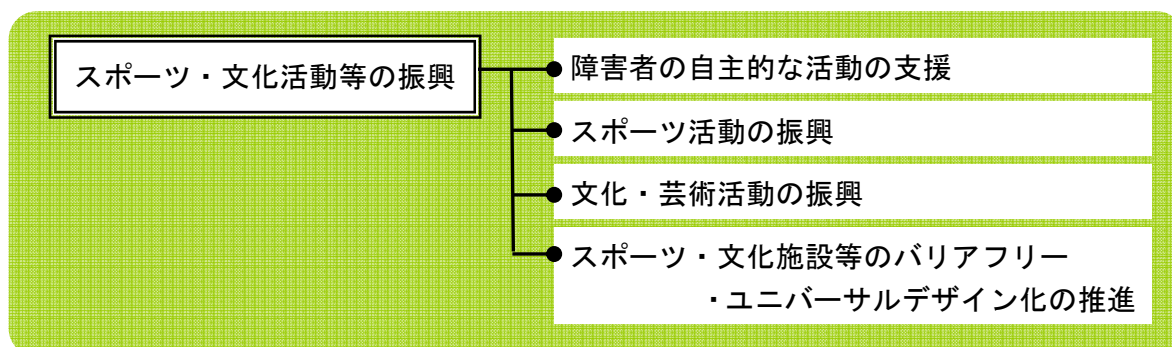 スポーツ・文化活動等の振興
障害者の自主的な活動の支援
スポーツ活動の振興
文化・芸術活動の振興
スポーツ・文化施設等のバリアフリー
・ユニバーサルデザイン化の推進